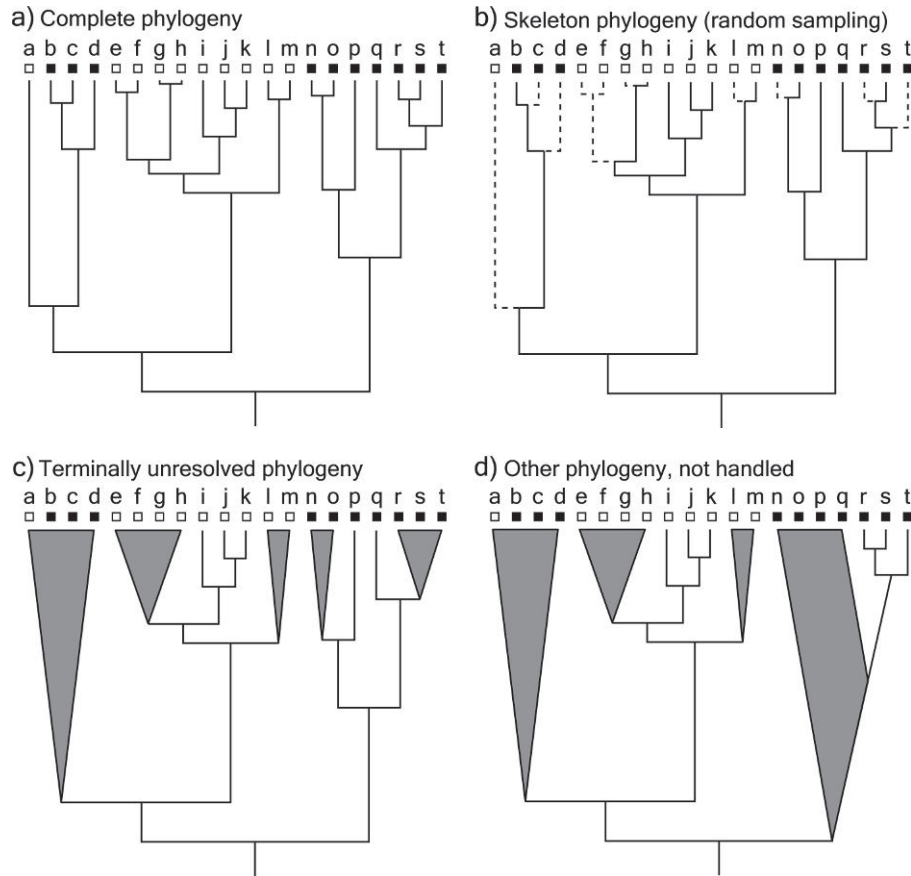 a) Complete phylogeny
a b c d e f g h i j k l m n o p q r s t
b) Skeleton phylogeny (random sampling)
a b c d e f g h i j k l m n o p q r s t
c) Terminally unresolved phylogeny
a b c d e f g h i j k l m n o p q r s t
d) Other phylogeny, not handled
a b c d e f g h i j k l m n o p q r s t